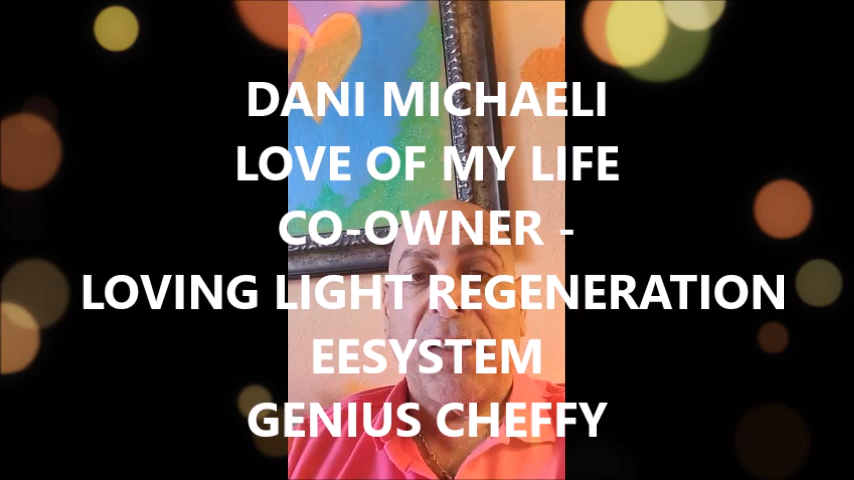 DANI MICHAELI
LOVE OF MY LIFE
CO-OWNER -
LOVING LIGHT REGENERATION
EESYSTEM
GENIUS CHEFFY